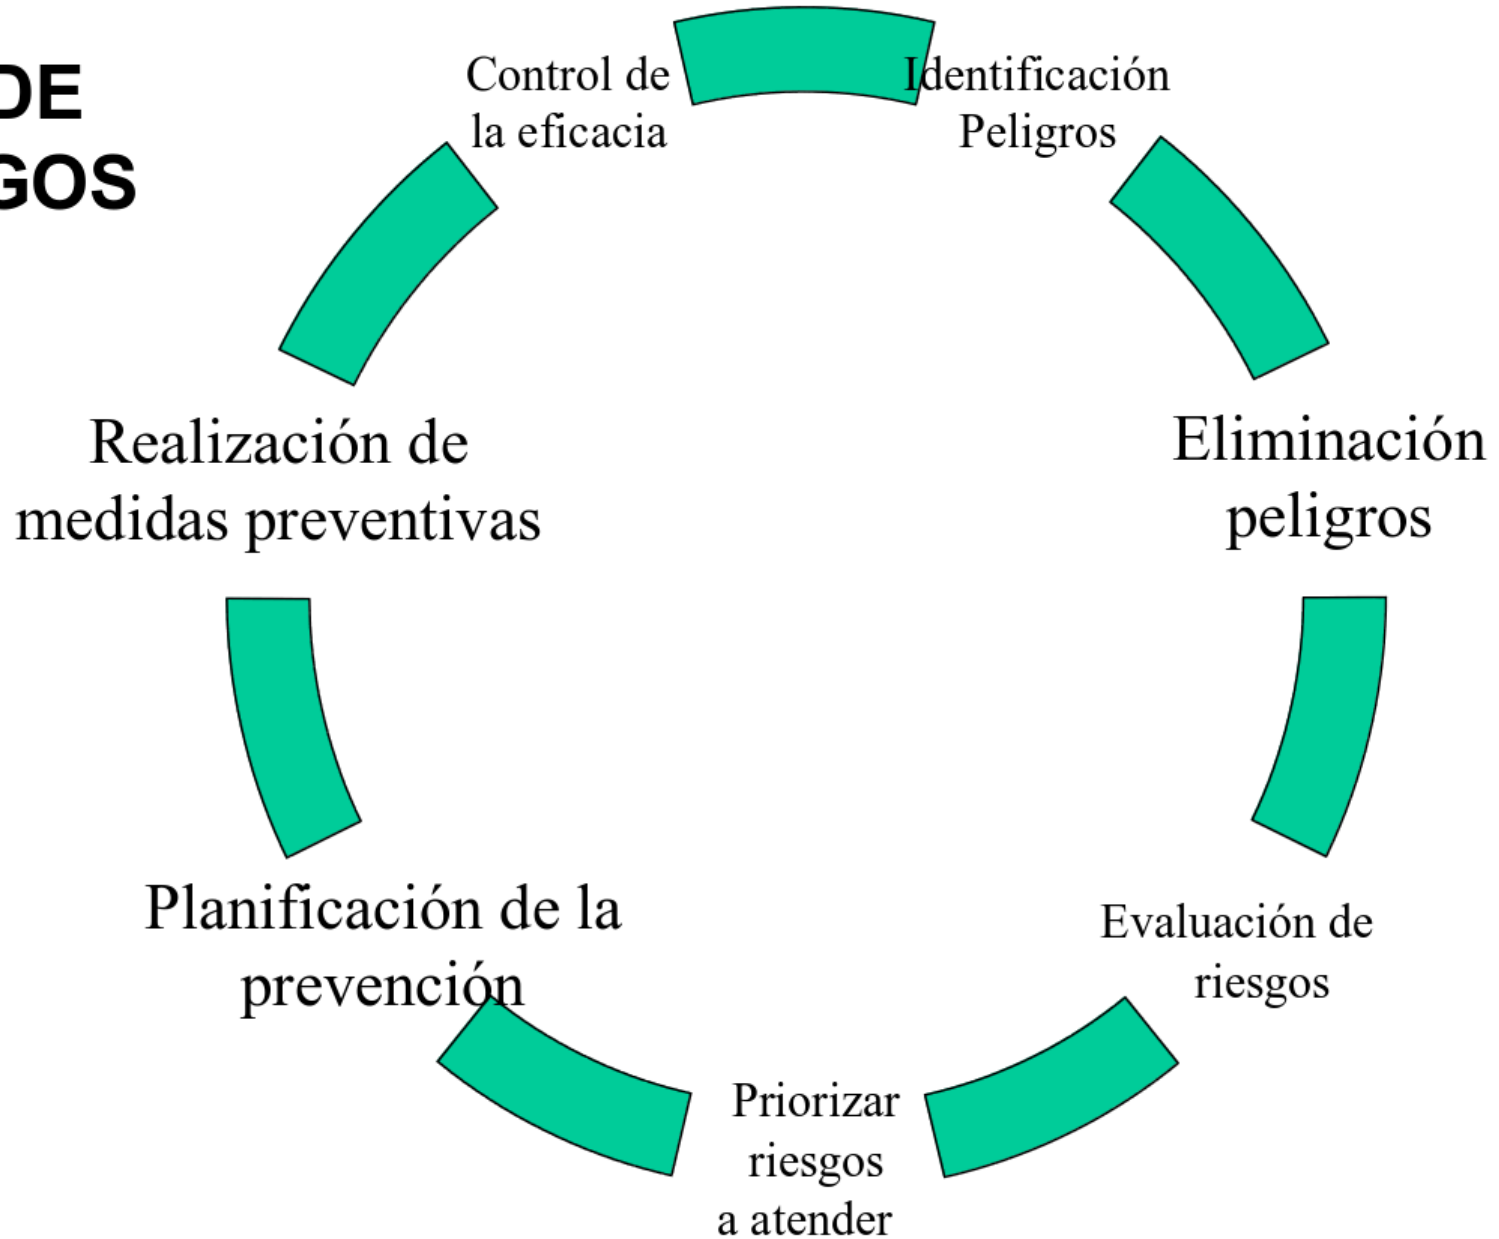 DE
GOS
Control de
la eficacia
Identificación
Peligros
Eliminación
peligros
Evaluación de
riesgos
Priorizar
riesgos
a atender
Planificación de la
prevención
Realización de
medidas preventivas